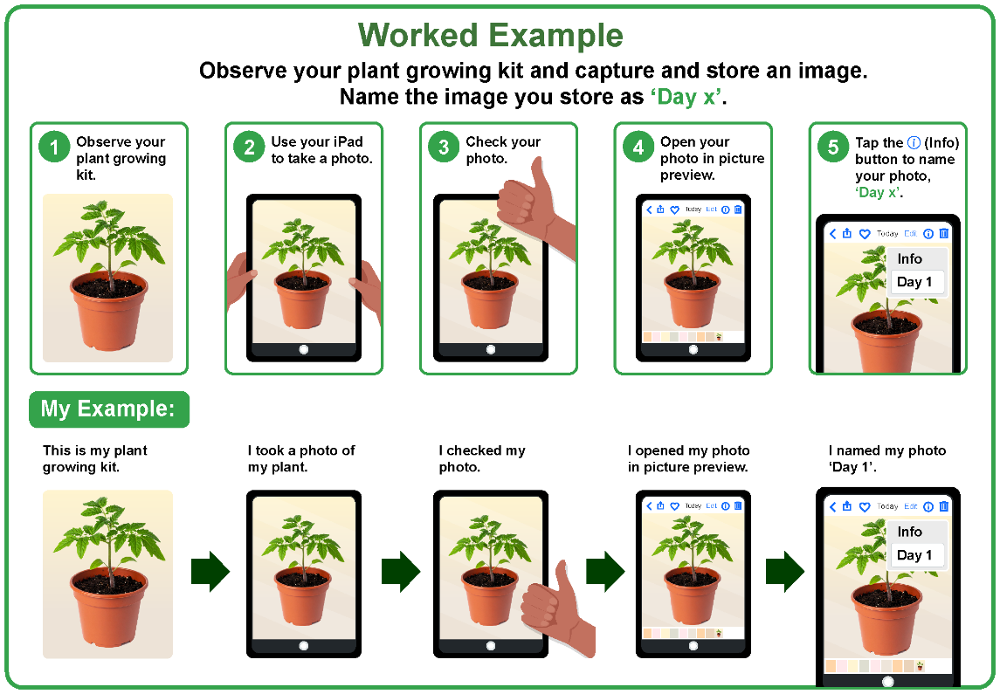 Worked Example
Observe your plant growing kit and capture and store an image.
Name the image you store as ‘Day x’.
1
Observe your
plant growing
kit.
2
Use your iPad
to take a photo.
3
Check your
photo.
4
Open your
photo in picture
preview.
Today Edit
5
Tap the ⓘ (Info)
button to name
your photo,
‘Day x’.
Today Edit
Info
Day 1
My Example:
This is my plant
growing kit.
I took a photo of
my plant.
I checked my
photo.
I opened my photo
in picture preview.
Today Edit
I named my photo
‘Day 1’.
Today Edit
Info
Day 1